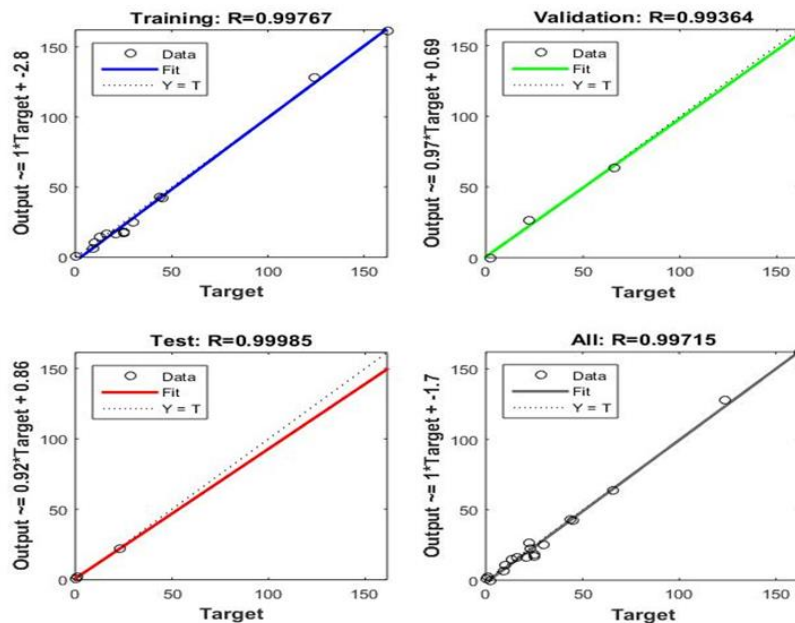 Training: R=0.99767
Output ~= 1*Target + -2.8
150
100
50
0
Data
Fit
Y = T
0
50
100
150
Target
Validation: R=0.99364
Output ~= 0.97*Target + 0.69
150
100
50
0
Data
Fit
Y = T
0
50
100
150
Target
Test: R=0.99985
Output ~= 0.92*Target + 0.86
150
100
50
0
Data
Fit
Y = T
0
50
100
150
Target
All: R=0.99715
Output ~= 1*Target + -1.7
150
100
50
0
Data
Fit
Y = T
0
50
100
150
Target